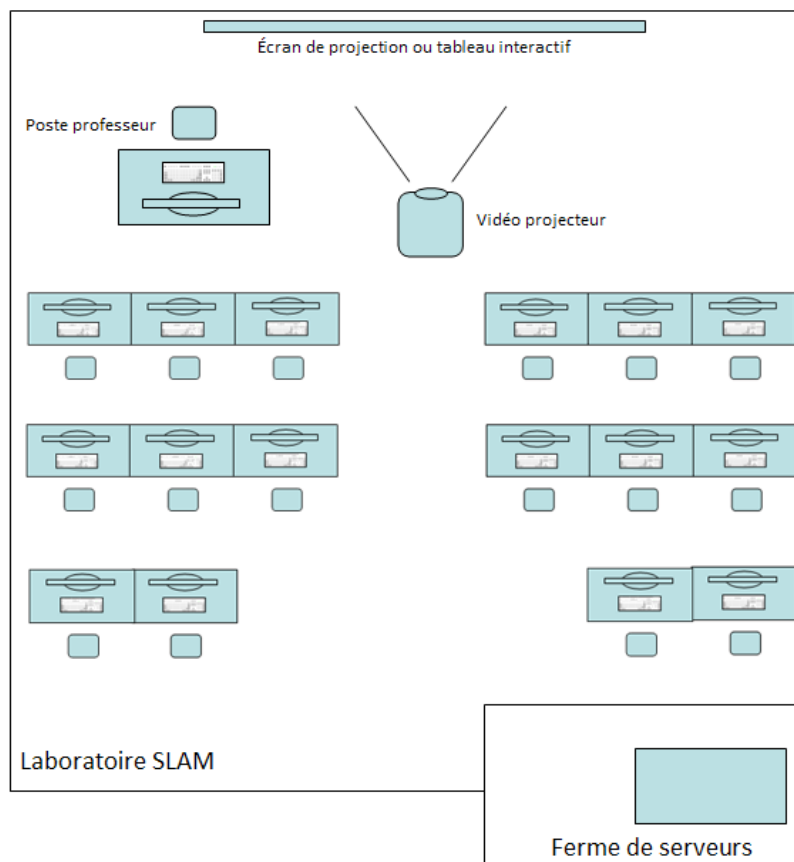 Écran de projection ou tableau interactif
Poste professeur
Vidéo projecteur
Laboratoire SLAM
Ferme de serveurs